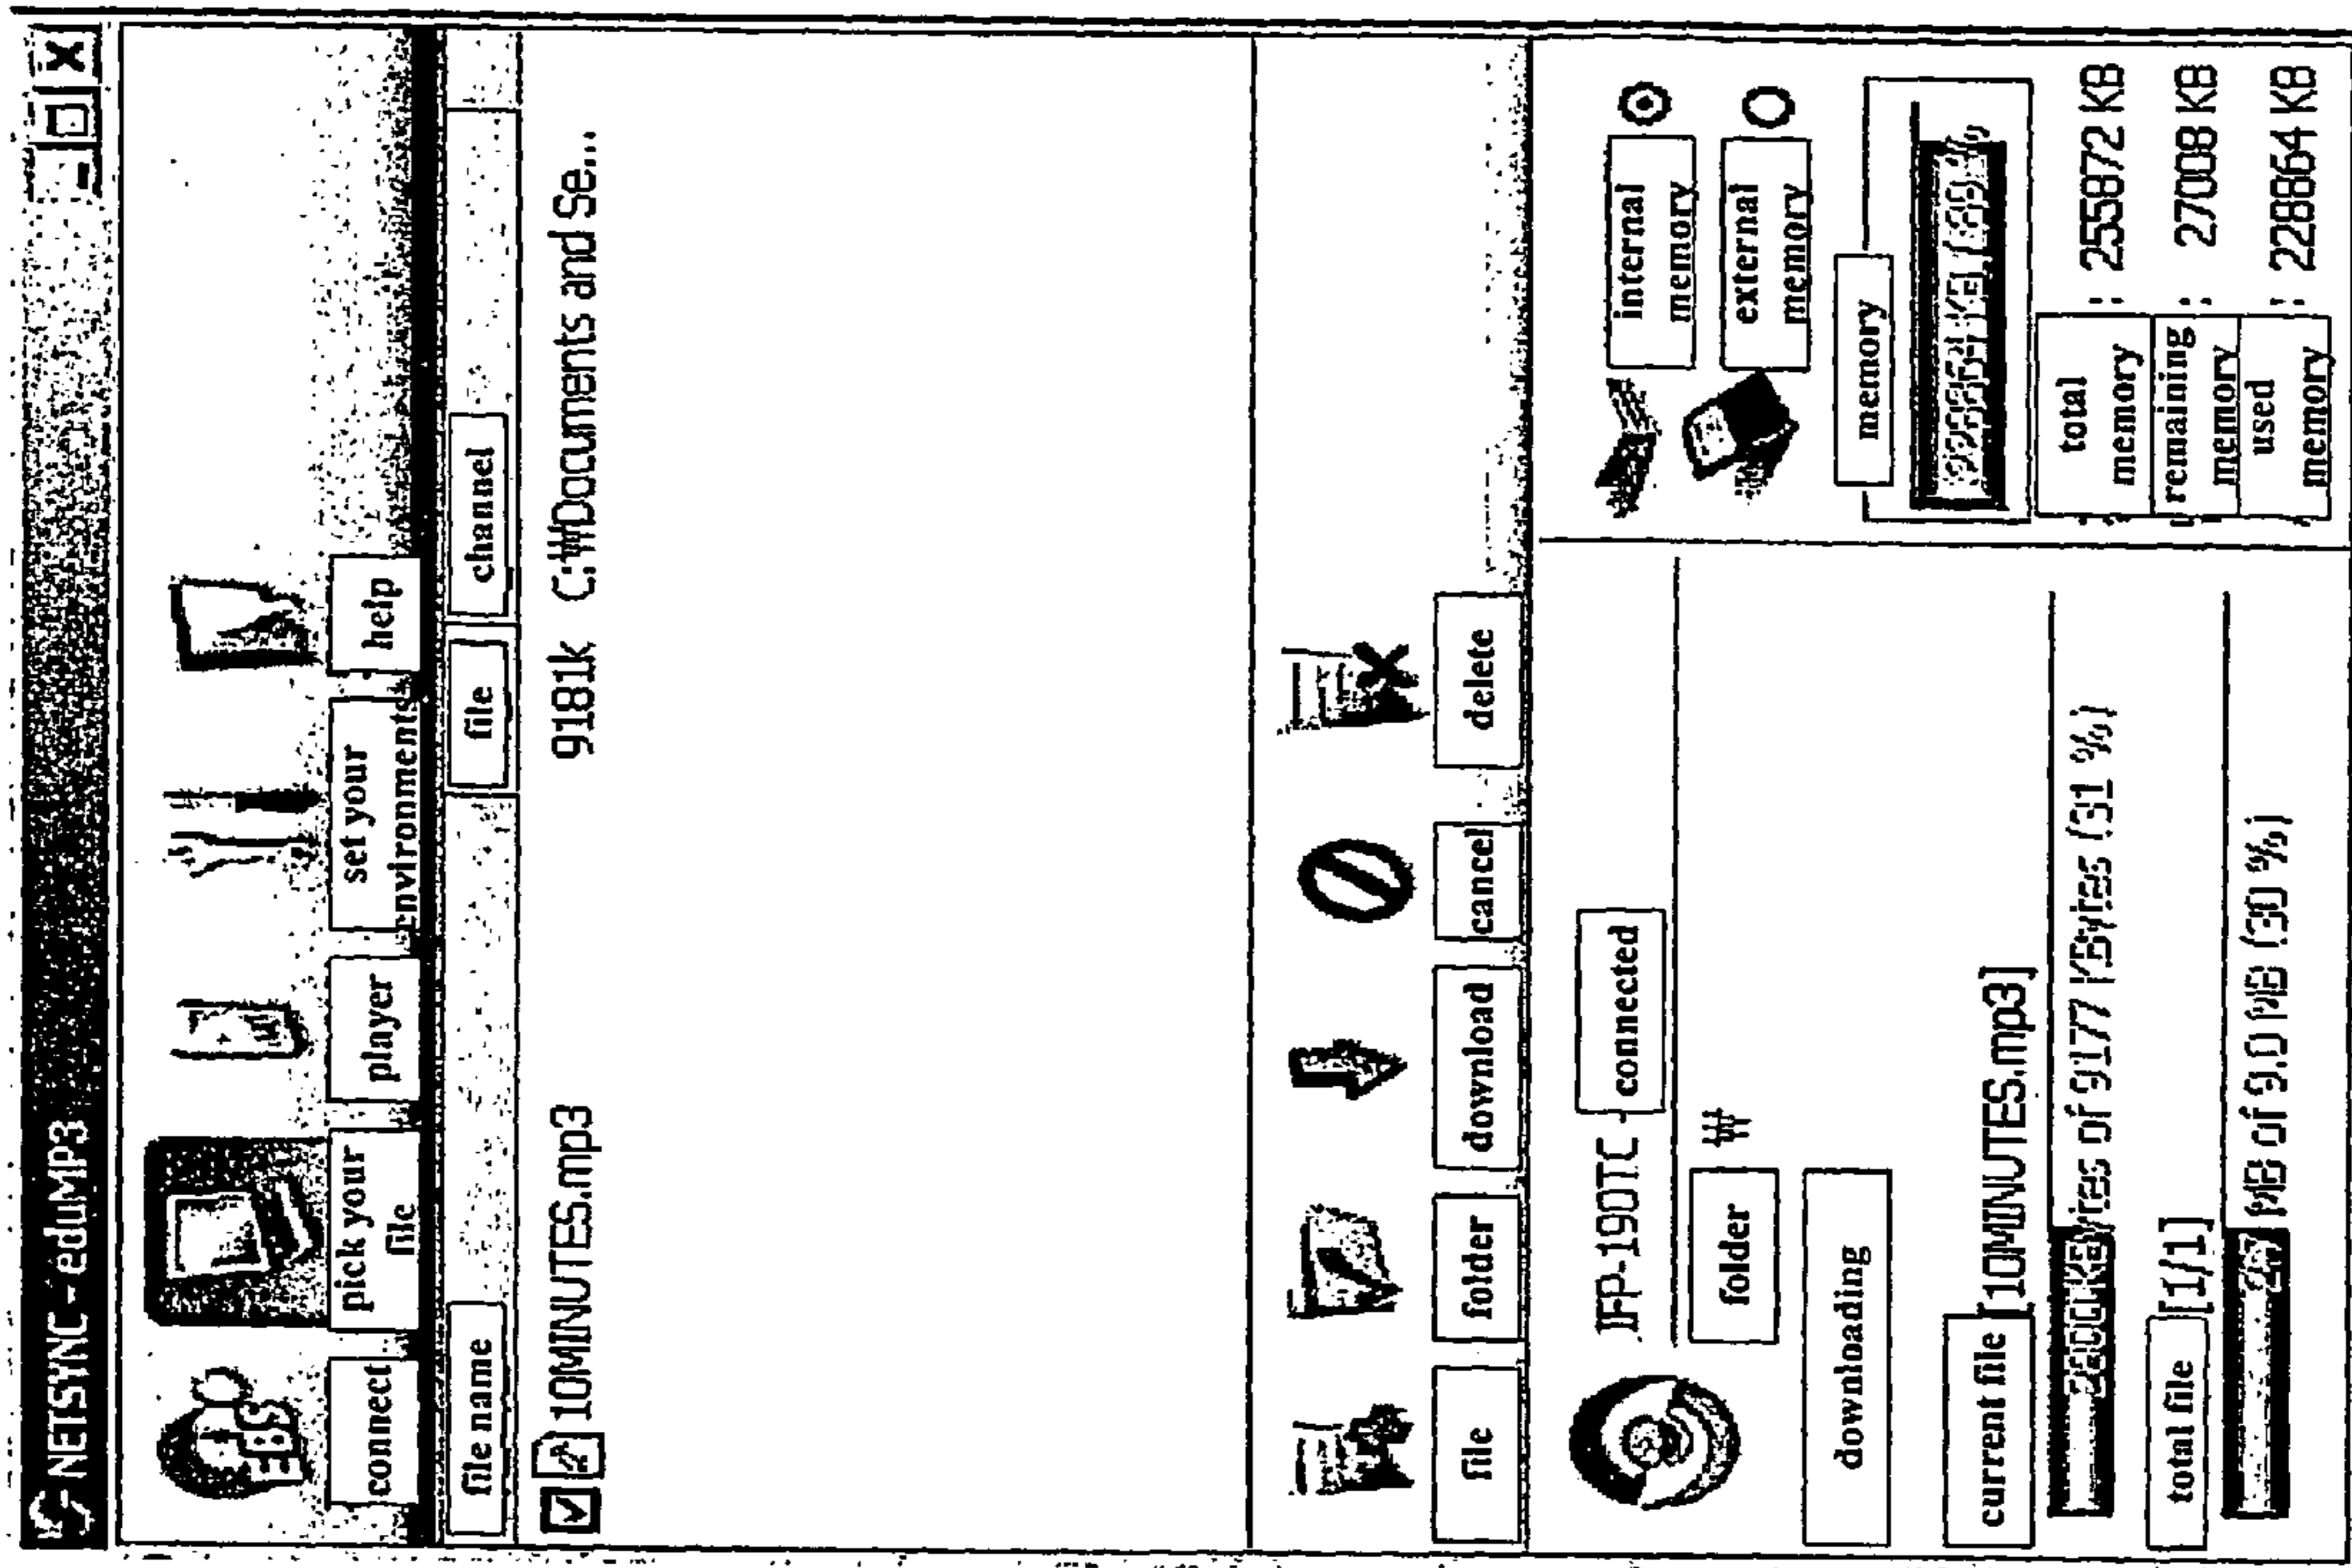 NETSYNC - eduMP3
EBS
connect
pick your
file
player
set your
environments
help
file name
file
channel
10MINUTES.mp3 9181k C:\Documents and Se...
file
folder
download
cancel
delete
IFP-190TC - connected
folder \
downloading
current file [10MINUTES.mp3]
of 9177 KBytes (31 %)
total file [1/1]
MB of 9.0 MB (30 %)
internal
memory
external
memory
memory
total
memory : 255872 KB
remaining
memory : 27008 KB
used
memory : 228864 KB